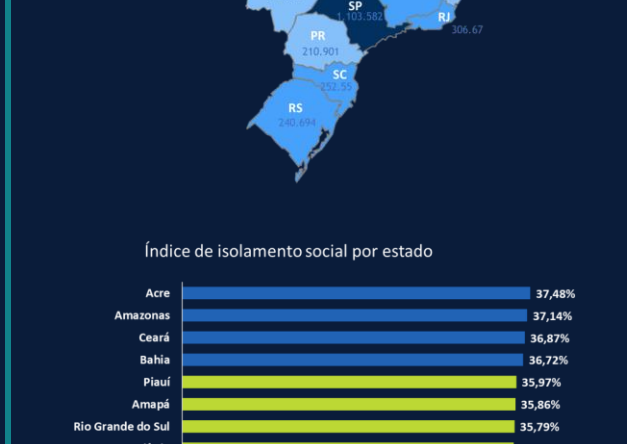 SP
1.103.582
RJ
306.67
PR
210.901
SC
252.55
RS
240.694
Índice de isolamento social por estado
Acre 37,48%
Amazonas 37,14%
Ceará 36,87%
Bahia 36,72%
Piauí 35,97%
Amapá 35,86%
Rio Grande do Sul 35,79%